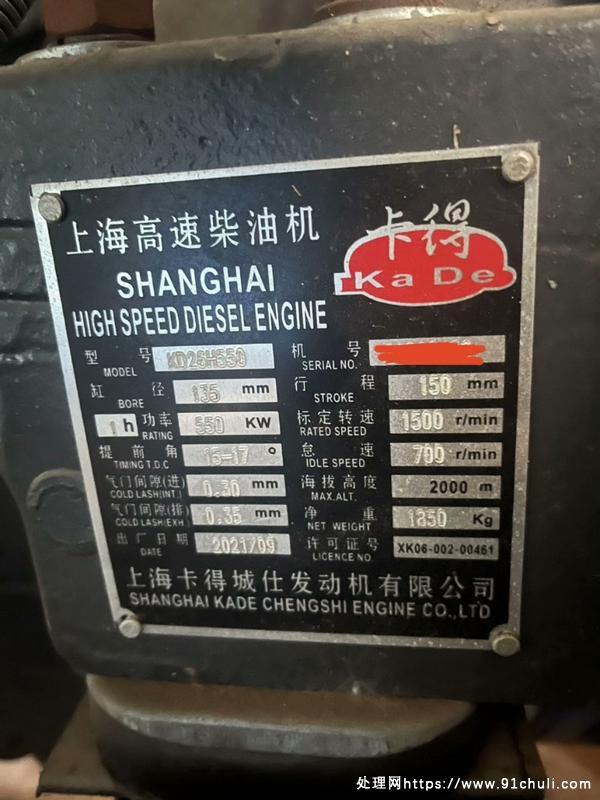 上海高速柴油机
卡得
Ka De
SHANGHAI
HIGH SPEED DIESEL ENGINE
型号 MODEL KD26H550 机号 SERIAL NO.
缸径 BORE 135 mm 行程 STROKE 150 mm
1 h 功率 RATING 550 KW 标定转速 RATED SPEED 1500 r/min
提前角 TIMING T.D.C 15-17 ° 怠速 IDLE SPEED 700 r/min
气门间隙(进) COLD LASH(INT.) 0.30 mm 海拔高度 MAX.ALT. 2000 m
气门间隙(排) COLD LASH(EXH.) 0.35 mm 净重 NET WEIGHT 1850 Kg
出厂日期 DATE 2021/09 许可证号 LICENCE NO XK06-002-00461
上海卡得城仕发动机有限公司
SHANGHAI KADE CHENGSHI ENGINE CO.,LTD
处理网https://www.91chuli.com